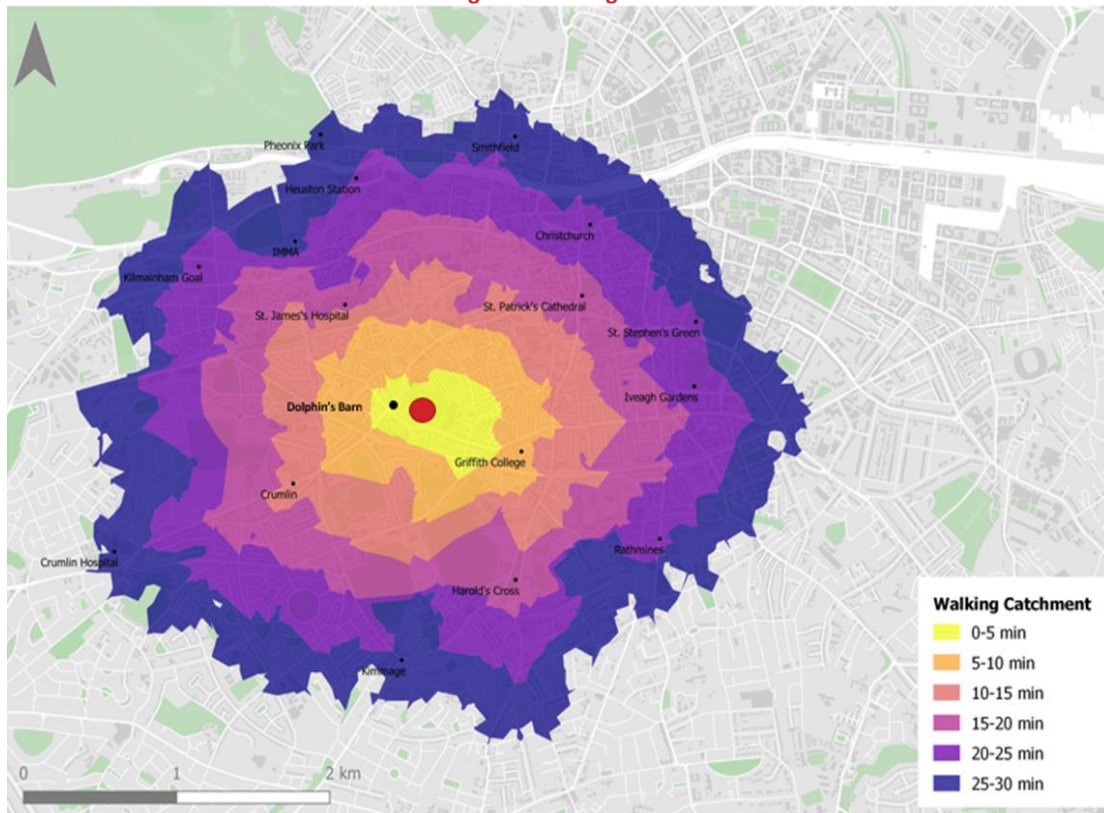 Pheonix Park
Smithfield
Heuston Station
Christchurch
IMMA
Kilmainham Goal
St. James's Hospital
St. Patrick's Cathedral
St. Stephen's Green
Iveagh Gardens
Dolphin's Barn
Griffith College
Crumlin
Crumlin Hospital
Rathmines
Harold's Cross
Kimmage
Walking Catchment
0-5 min
5-10 min
10-15 min
15-20 min
20-25 min
25-30 min
0 1 2 km